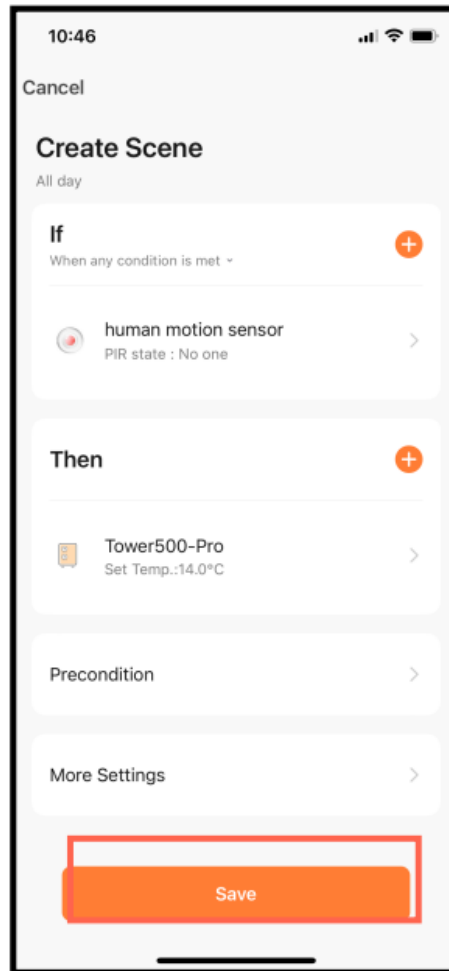 10:46
Cancel
Create Scene
All day
If
When any condition is met
human motion sensor
PIR state : No one
Then
Tower500-Pro
Set Temp.:14.0°C
Precondition
More Settings
Save